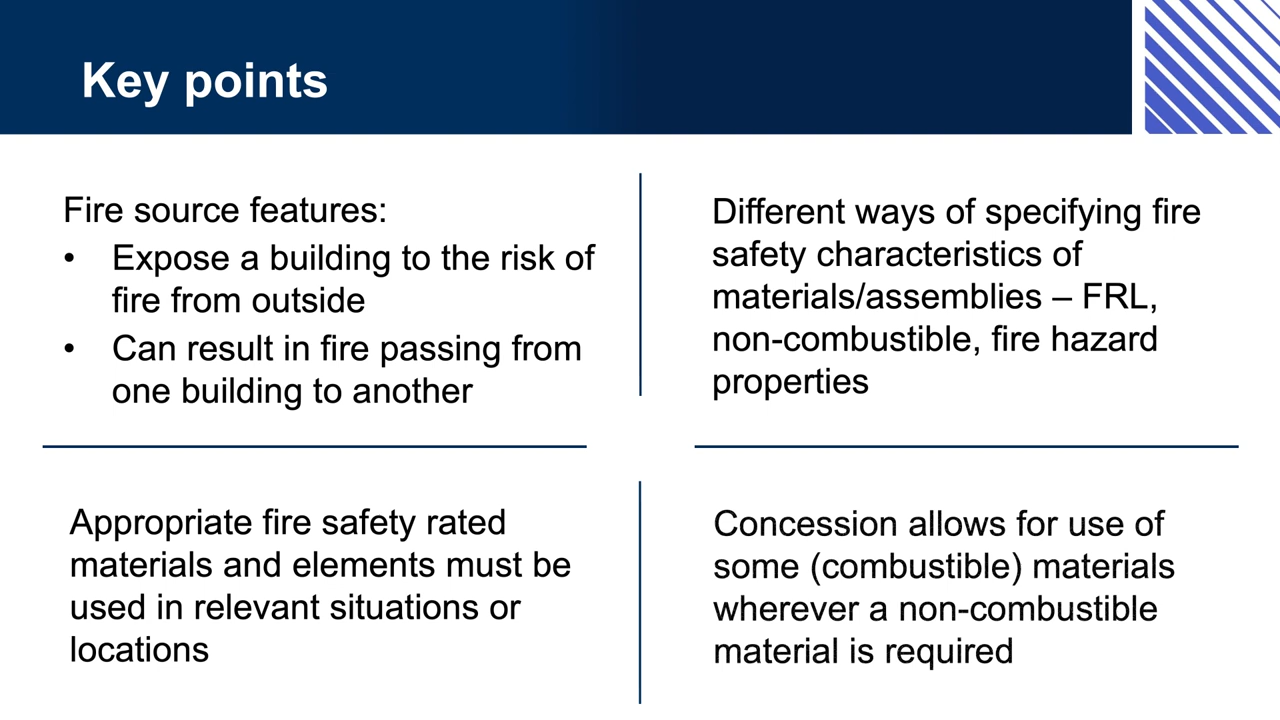 Key points
Fire source features:
• Expose a building to the risk of
fire from outside
• Can result in fire passing from
one building to another
Different ways of specifying fire
safety characteristics of
materials/assemblies – FRL,
non-combustible, fire hazard
properties
Appropriate fire safety rated
materials and elements must be
used in relevant situations or
locations
Concession allows for use of
some (combustible) materials
wherever a non-combustible
material is required